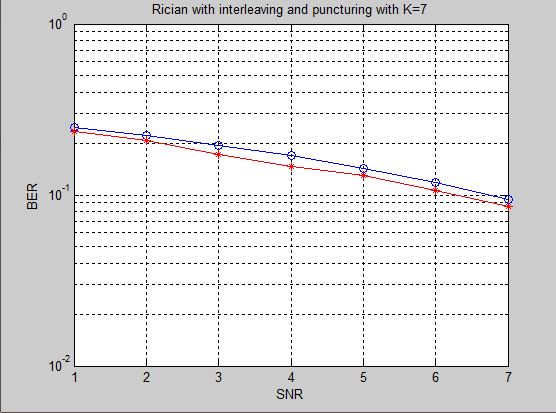 Rician with interleaving and puncturing with K=7
10^0
BER
10^-1
10^-2
1 2 3 4 5 6 7
SNR